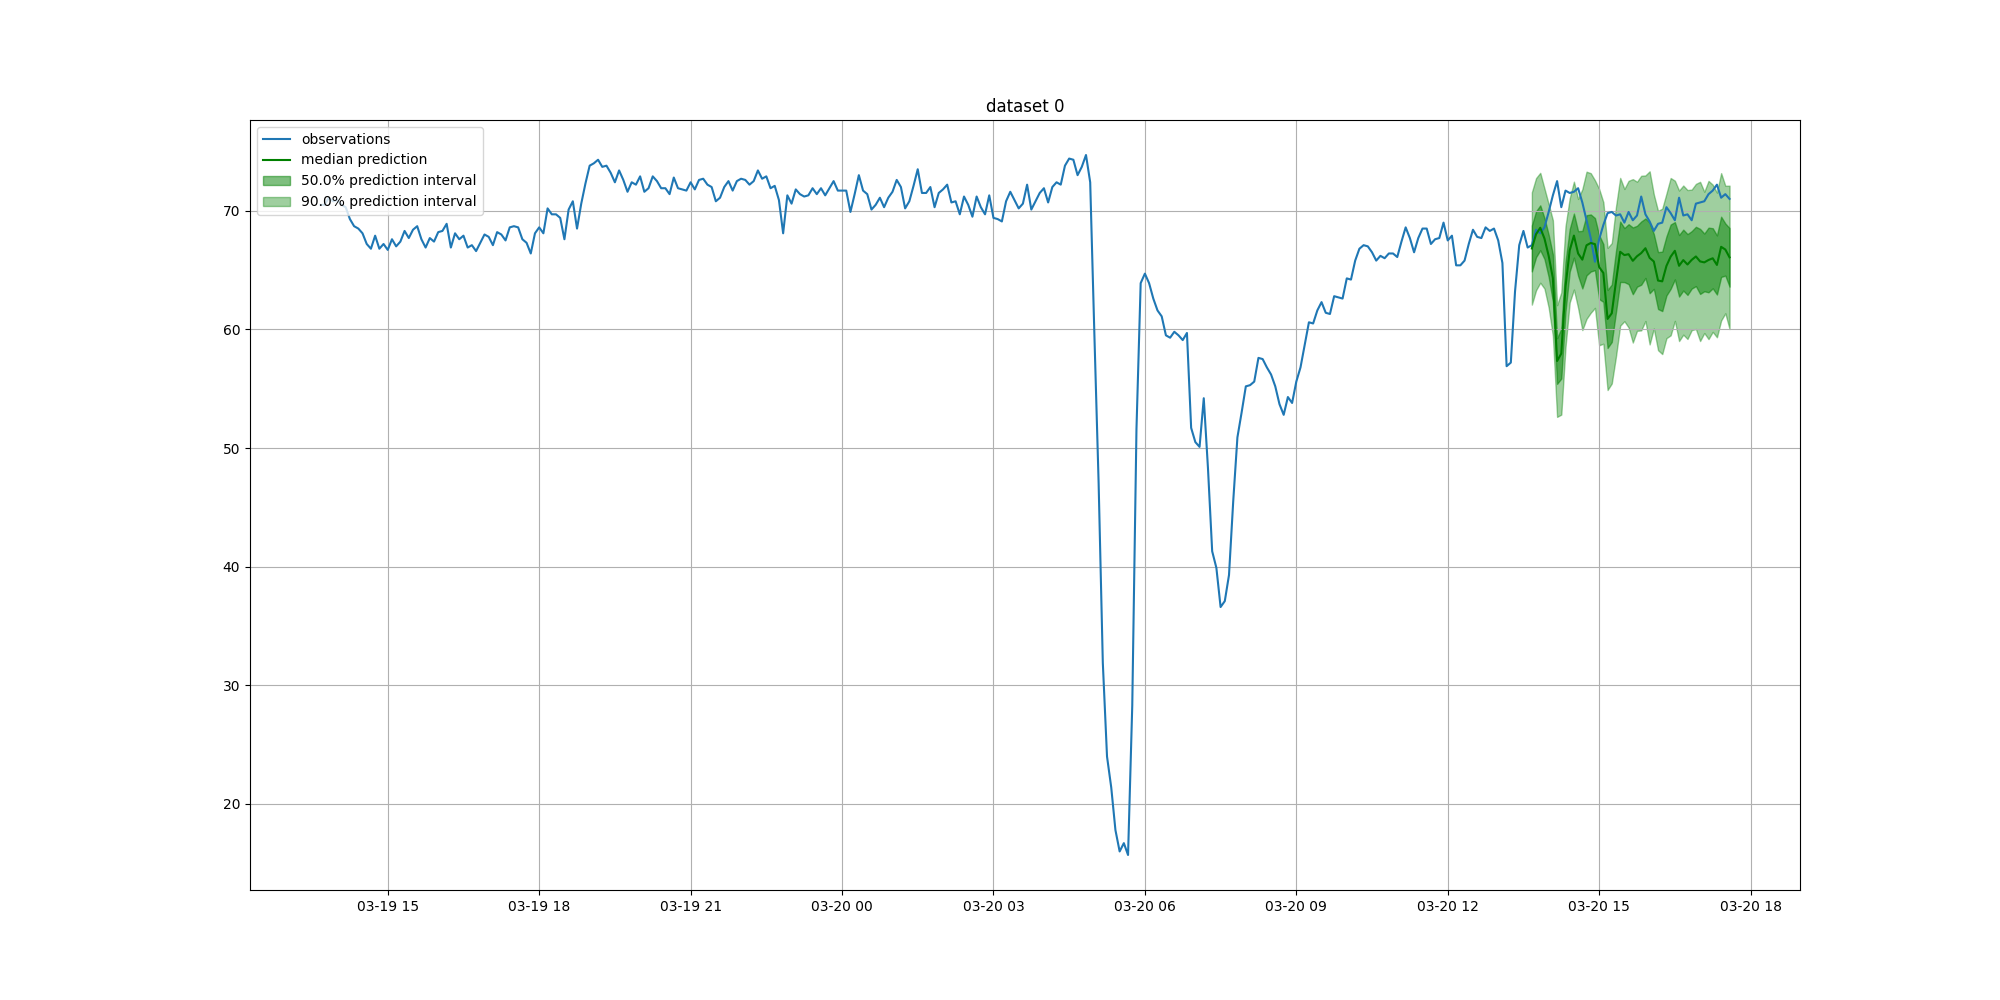 dataset 0
observations
median prediction
50.0% prediction interval
90.0% prediction interval
70
60
50
40
30
20
03-19 15 03-19 18 03-19 21 03-20 00 03-20 03 03-20 06 03-20 09 03-20 12 03-20 15 03-20 18